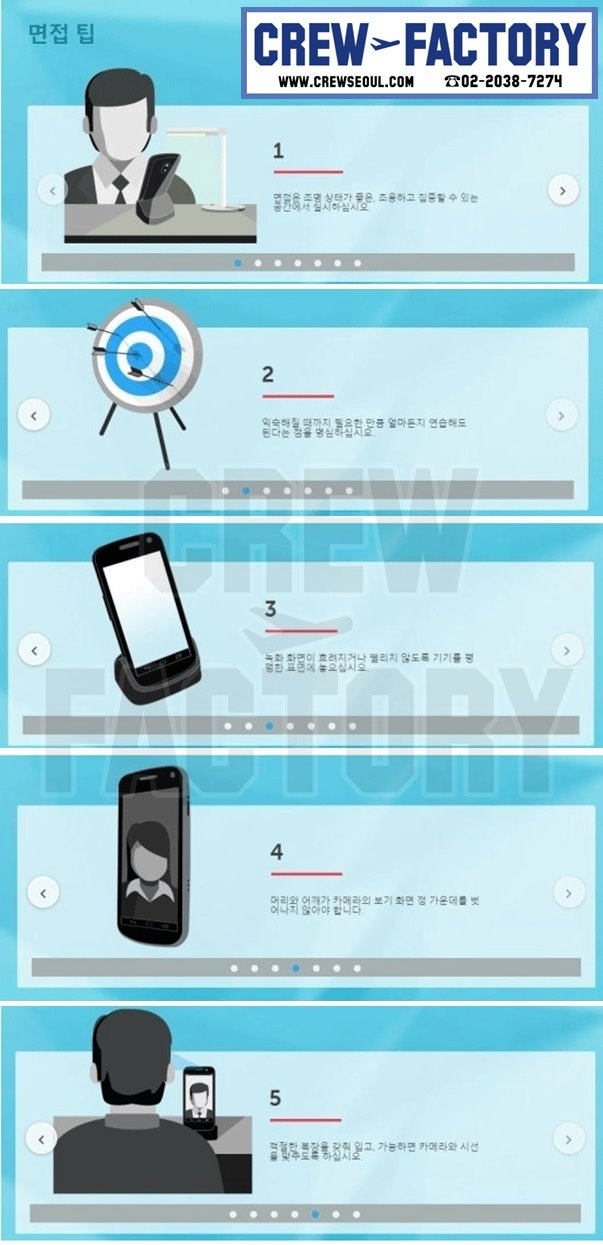 면접 팁
CREW FACTORY
WWW.CREWSEOUL.COM ☎02-2038-7274
1
면접은 조명 상태가 좋은, 조용하고 집중할 수 있는
공간에서 실시하십시오.
2
익숙해질 때까지 필요한 만큼 얼마든지 연습해도
된다는 점을 명심하십시오.
CREW
3
녹화 화면이 흐려지거나 떨리지 않도록 기기를 평
평한 표면에 놓으십시오.
FACTORY
4
머리와 어깨가 카메라의 보기 화면 정 가운데를 벗
어나지 않아야 합니다.
5
적절한 복장을 갖춰 입고, 가능하면 카메라와 시선
을 맞추도록 하십시오.